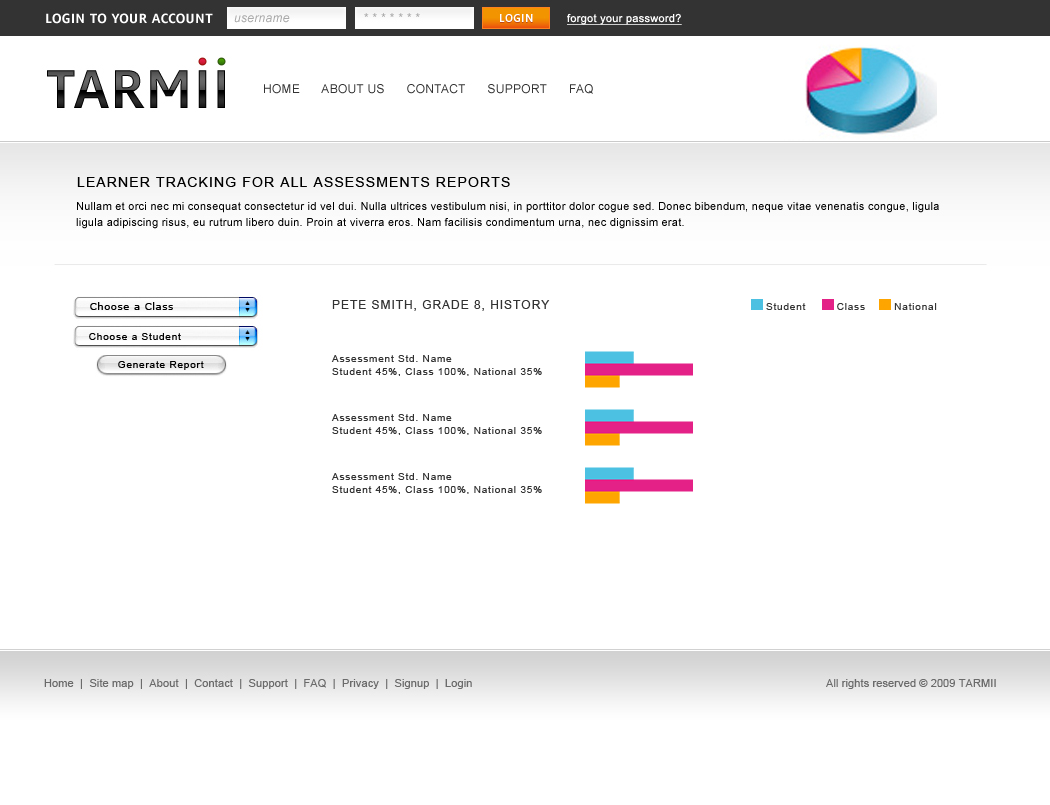 LOGIN TO YOUR ACCOUNT username ******* LOGIN forgot your password?
TARMii
HOME ABOUT US CONTACT SUPPORT FAQ
LEARNER TRACKING FOR ALL ASSESSMENTS REPORTS
Nullam et orci nec mi consequat consectetur id vel dui. Nulla ultrices vestibulum nisi, in porttitor dolor cogue sed. Donec bibendum, neque vitae venenatis congue, ligula
ligula adipiscing risus, eu rutrum libero duin. Proin at viverra eros. Nam facilisis condimentum urna, nec dignissim erat.
Choose a Class
Choose a Student
Generate Report
PETE SMITH, GRADE 8, HISTORY
Student Class National
Assessment Std. Name
Student 45%, Class 100%, National 35%
Assessment Std. Name
Student 45%, Class 100%, National 35%
Assessment Std. Name
Student 45%, Class 100%, National 35%
Home | Site map | About | Contact | Support | FAQ | Privacy | Signup | Login
All rights reserved © 2009 TARMII